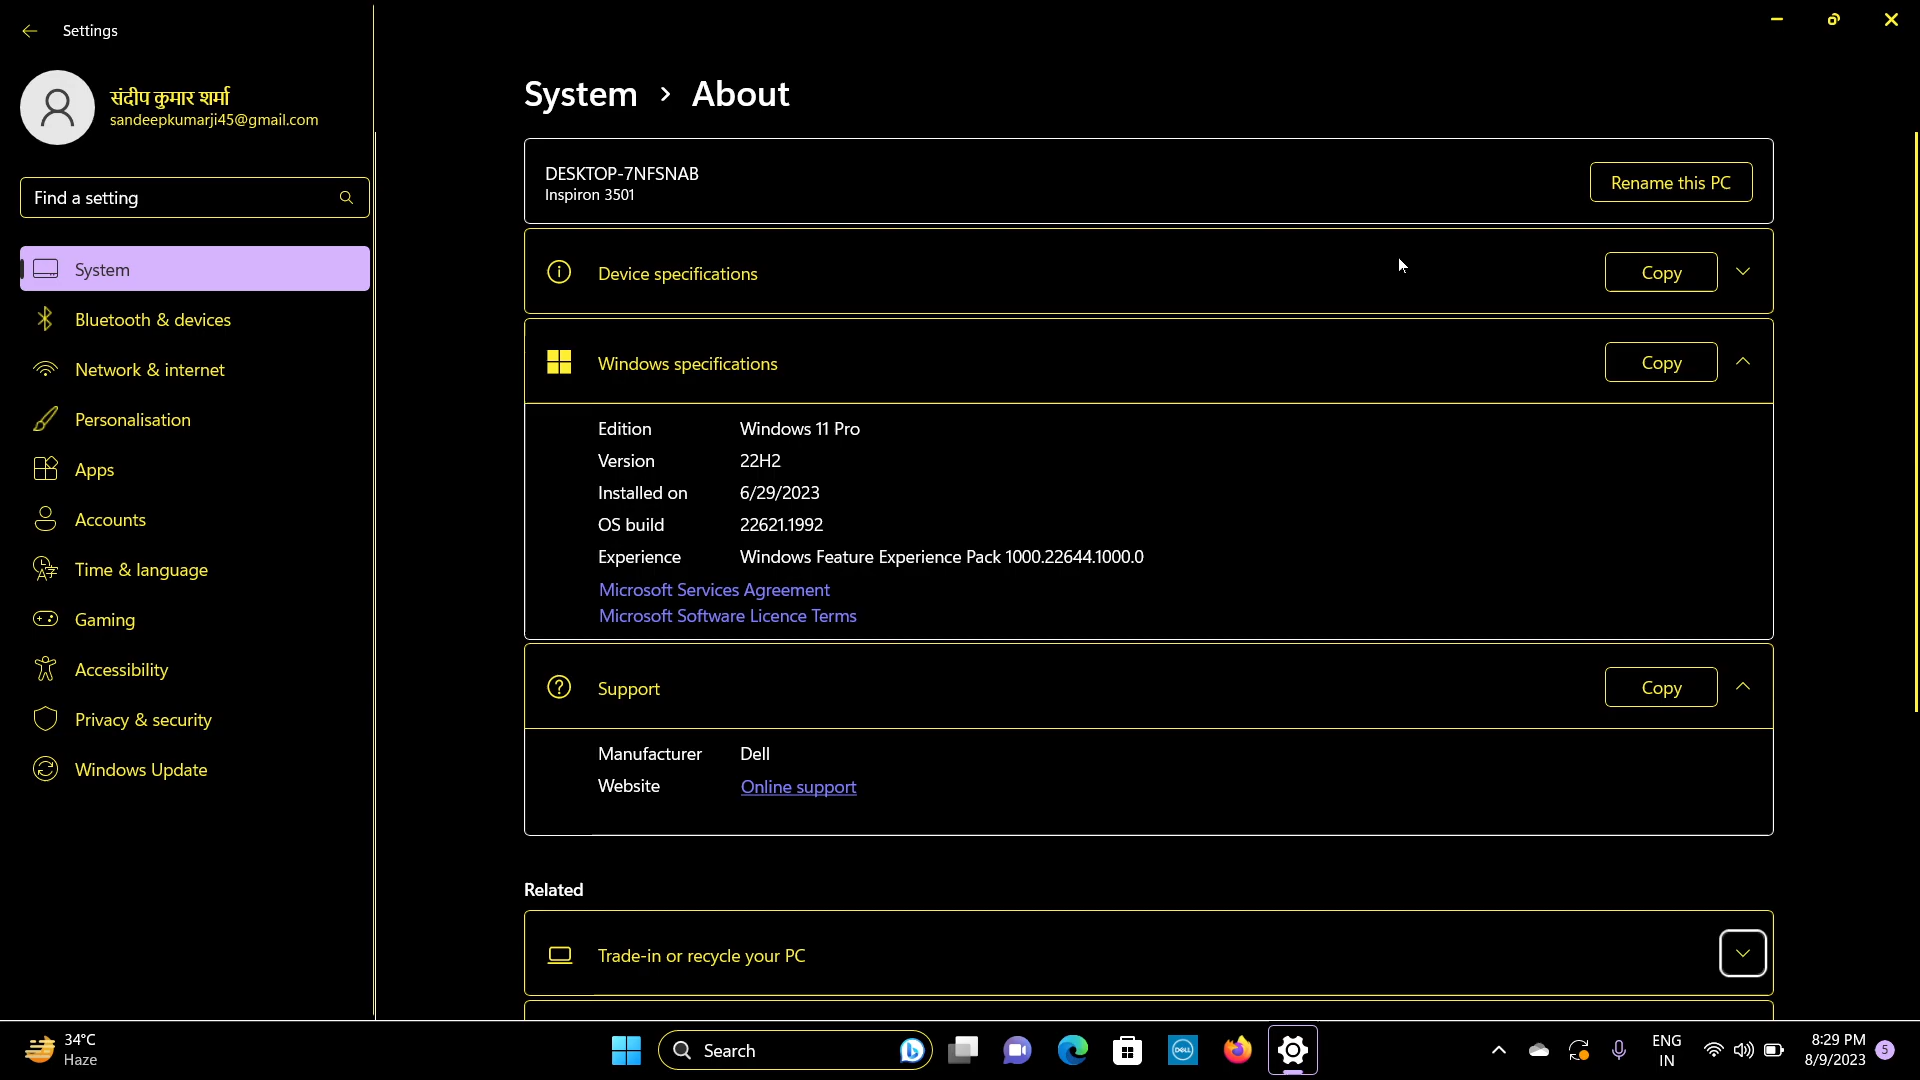 Settings
संदीप कुमार शर्मा
sandeepkumarji45@gmail.com
Find a setting
System
Bluetooth & devices
Network & internet
Personalisation
Apps
Accounts
Time & language
Gaming
Accessibility
Privacy & security
Windows Update
System > About
DESKTOP-7NFSNAB
Inspiron 3501
Rename this PC
Device specifications
Copy
Windows specifications
Copy
Edition Windows 11 Pro
Version 22H2
Installed on 6/29/2023
OS build 22621.1992
Experience Windows Feature Experience Pack 1000.22644.1000.0
Microsoft Services Agreement
Microsoft Software Licence Terms
Support
Copy
Manufacturer Dell
Website Online support
Related
Trade-in or recycle your PC
34°C
Haze
Search
DELL
ENG
IN
8:29 PM
8/9/2023
5